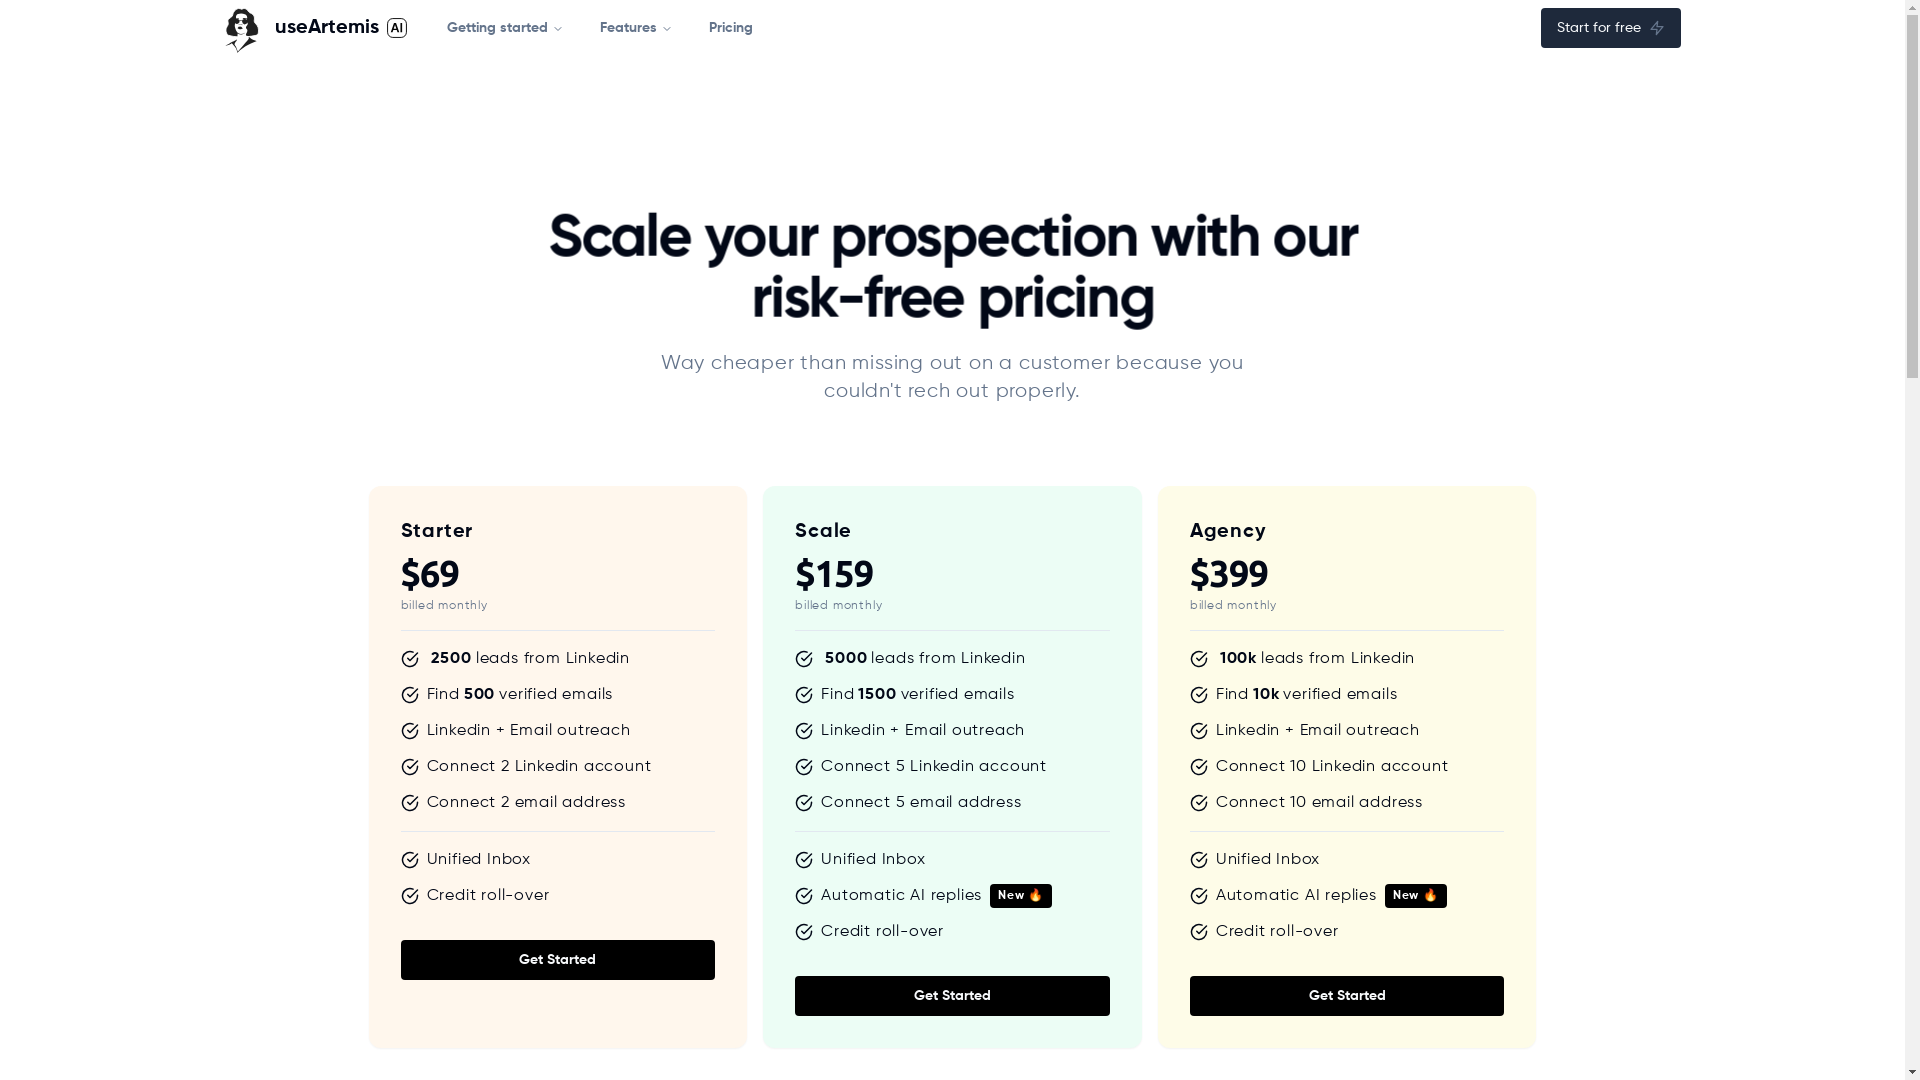 useArtemis AI
Getting started
Features
Pricing
Start for free
Scale your prospection with our
risk-free pricing
Way cheaper than missing out on a customer because you
couldn't rech out properly.
Starter
$69
billed monthly
2500 leads from Linkedin
Find 500 verified emails
Linkedin + Email outreach
Connect 2 Linkedin account
Connect 2 email address
Unified Inbox
Credit roll-over
Get Started
Scale
$159
billed monthly
5000 leads from Linkedin
Find 1500 verified emails
Linkedin + Email outreach
Connect 5 Linkedin account
Connect 5 email address
Unified Inbox
Automatic AI replies New 🔥
Credit roll-over
Get Started
Agency
$399
billed monthly
100k leads from Linkedin
Find 10k verified emails
Linkedin + Email outreach
Connect 10 Linkedin account
Connect 10 email address
Unified Inbox
Automatic AI replies New 🔥
Credit roll-over
Get Started